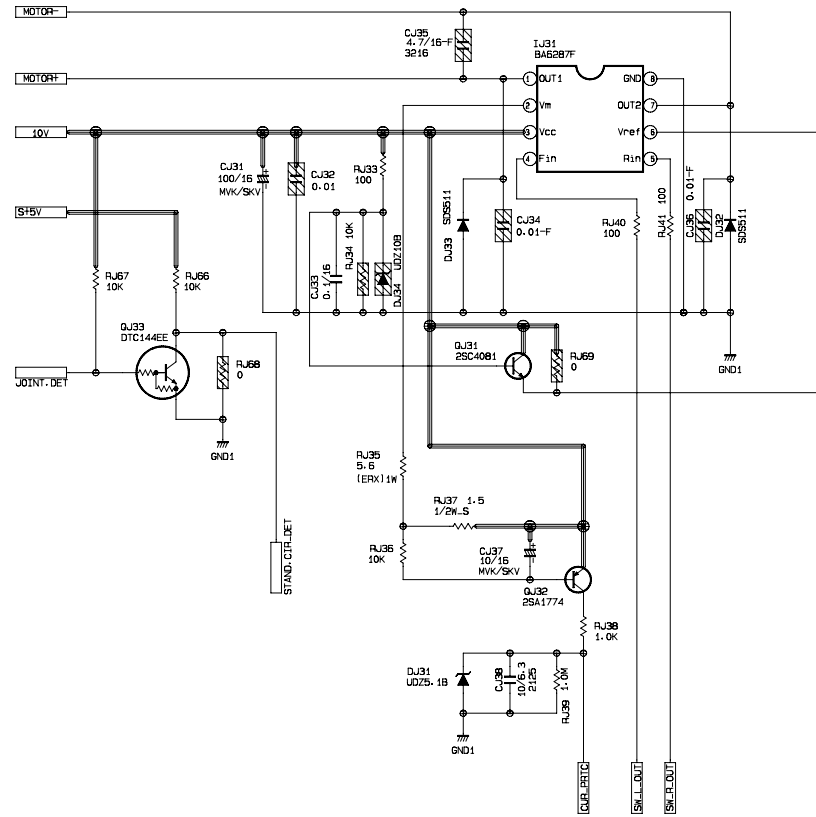 MOTOR-
CJ35
4.7/16-F
3216
IJ31
BA6287F
MOTOR+
1 OUT1
GND 8
2 Vm
OUT2 7
10V
3 Vcc
Vref 6
4 Fin
Rin 5
CJ31
100/16
MVK/SKV
CJ32
0.01
RJ33
100
S+5V
RJ67
10K
RJ66
10K
CJ33
0.1/16
RJ34 10K
UDZ10B
DJ34
SDS511
DJ33
CJ34
0.01-F
RJ40
100
RJ41 100
0.01-F
CJ36
DJ32
SDS511
QJ33
DTC144EE
RJ68
0
QJ31
2SC4081
RJ69
0
GND1
JOINT.DET
GND1
RJ35
5.6
(ERX)1W
RJ37 1.5
1/2W_S
STAND.CIR_DET
RJ36
10K
CJ37
10/16
MVK/SKV
QJ32
2SA1774
RJ38
1.0K
DJ31
UDZ5.1B
CJ38
10/6.3
2125
1.0M
RJ39
GND1
CUR_PRTC
SW_L_OUT
SW_R_OUT